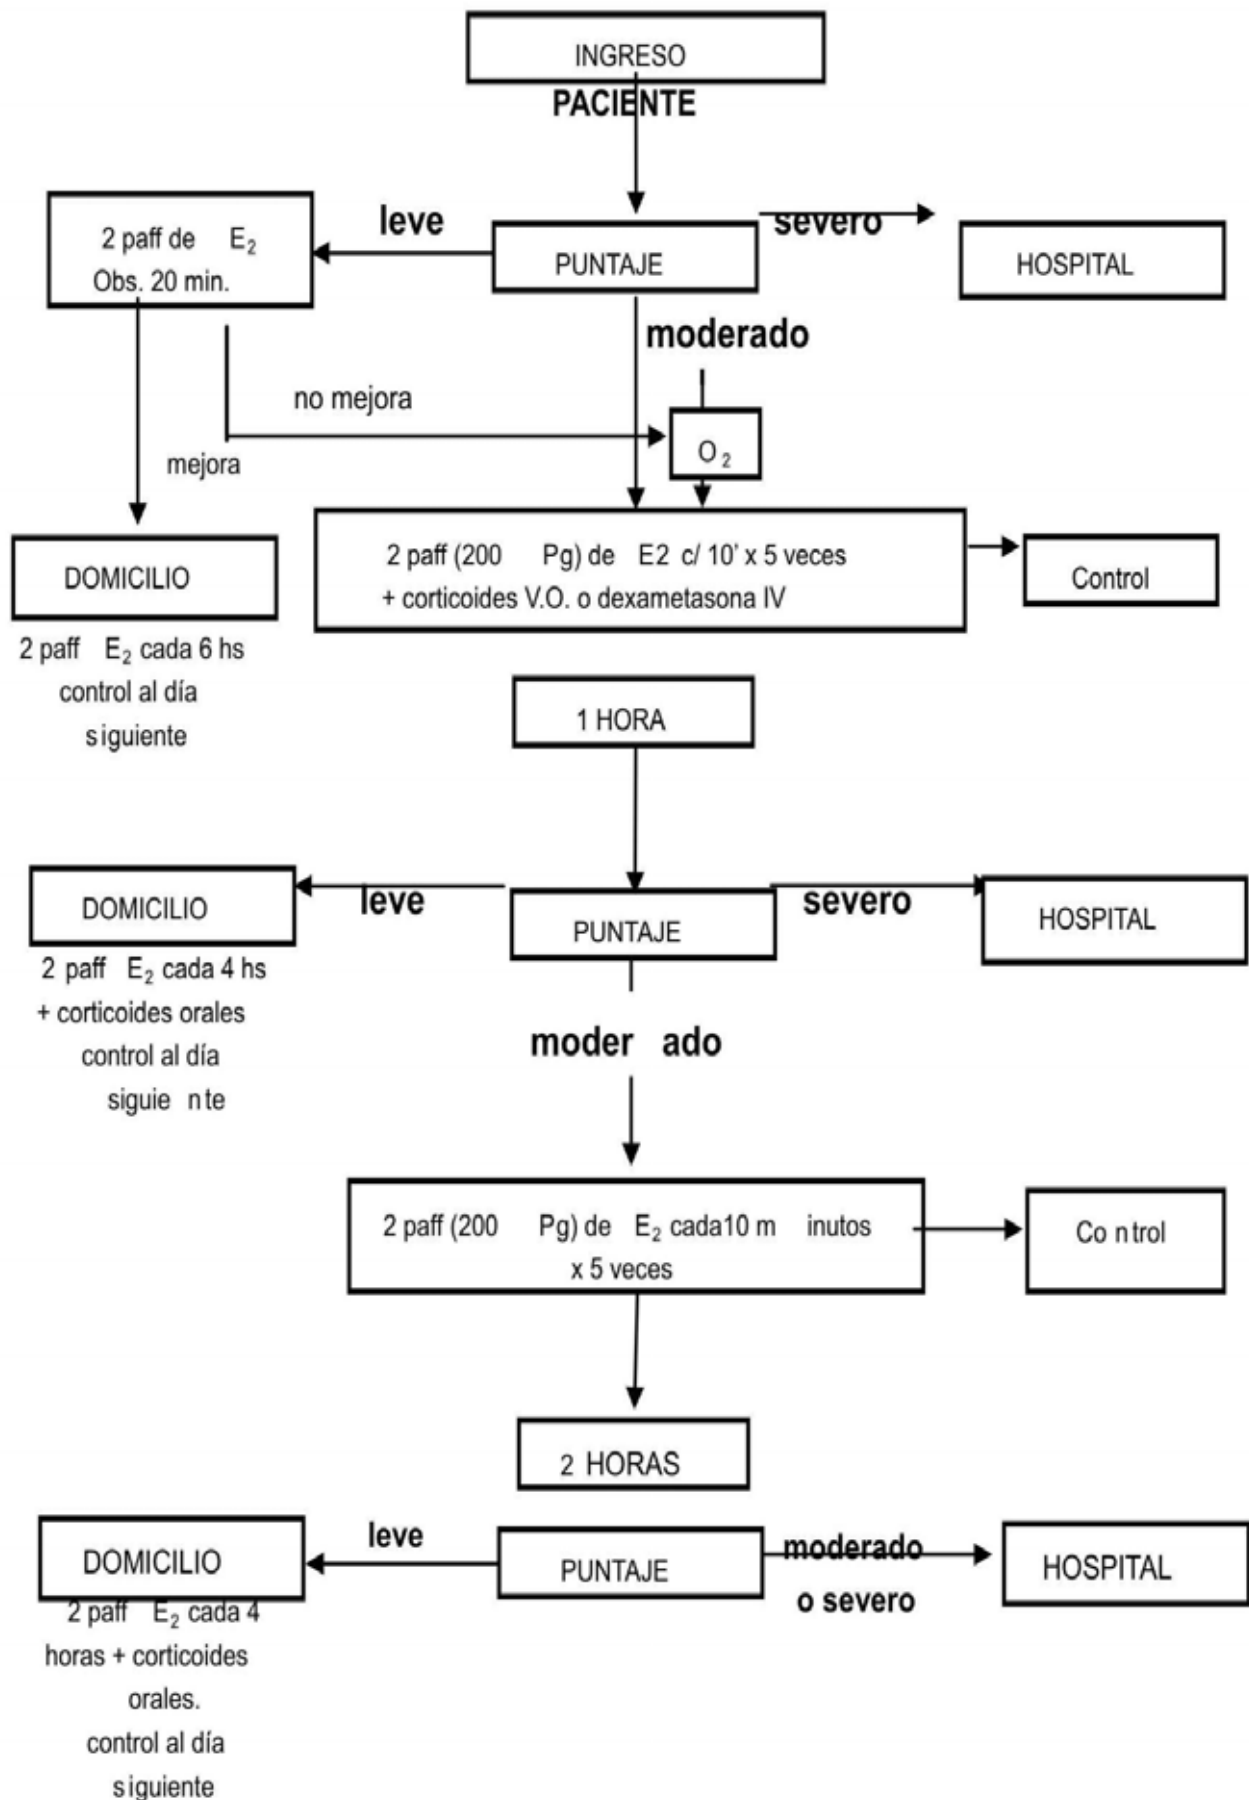 INGRESO
PACIENTE
leve
severo
2 paff de E₂
Obs. 20 min.
PUNTAJE
HOSPITAL
moderado
no mejora
O ₂
mejora
2 paff (200 Pg) de E2 c/ 10' x 5 veces
+ corticoides V.O. o dexametasona IV
Control
DOMICILIO
2 paff E₂ cada 6 hs
control al día
siguiente
1 HORA
leve
severo
DOMICILIO
PUNTAJE
HOSPITAL
2 paff E₂ cada 4 hs
+ corticoides orales
control al día
siguie nte
moder ado
2 paff (200 Pg) de E₂ cada10 m inutos
x 5 veces
Co ntrol
2 HORAS
leve
moderado
o severo
DOMICILIO
PUNTAJE
HOSPITAL
2 paff E₂ cada 4
horas + corticoides
orales.
control al día
siguiente